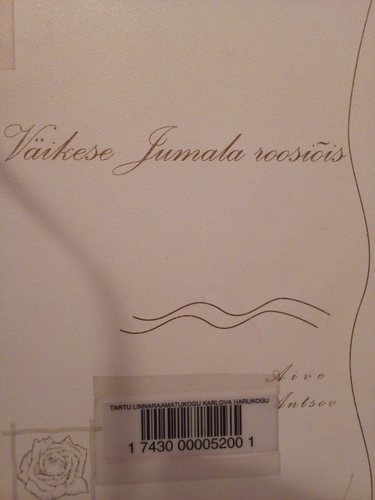 Väikese Jumala roosiõis
Aive
Antsov
TARTU LINNARAAMATUKOGU KARLOVA HARUKOGU
1 7430 00005200 1